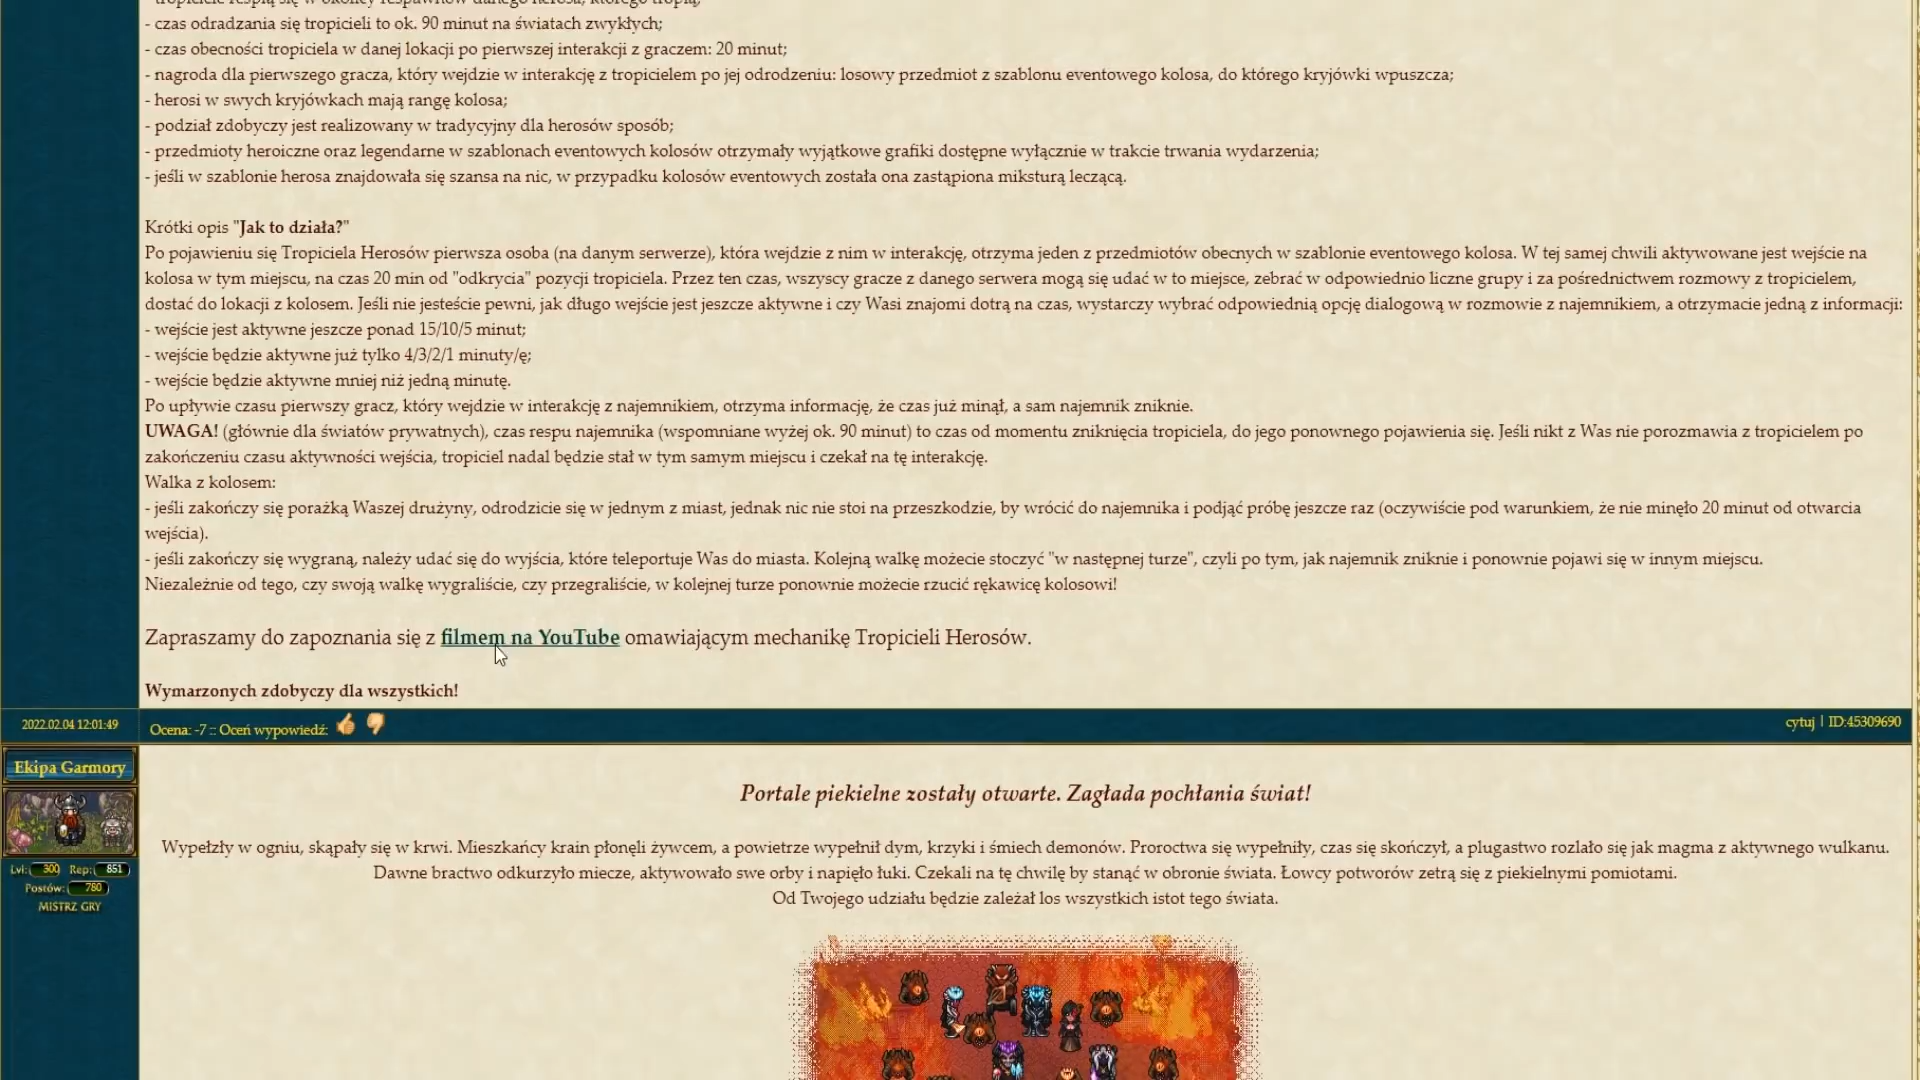 - tropiciele respią się w okolicy respawnów danego herosa, którego tropią;
- czas odradzania się tropicieli to ok. 90 minut na światach zwykłych;
- czas obecności tropiciela w danej lokacji po pierwszej interakcji z graczem: 20 minut;
- nagroda dla pierwszego gracza, który wejdzie w interakcję z tropicielem po jej odrodzeniu: losowy przedmiot z szablonu eventowego kolosa, do którego kryjówki wpuszcza;
- herosi w swych kryjówkach mają rangę kolosa;
- podział zdobyczy jest realizowany w tradycyjny dla herosów sposób;
- przedmioty heroiczne oraz legendarne w szablonach eventowych kolosów otrzymały wyjątkowe grafiki dostępne wyłącznie w trakcie trwania wydarzenia;
- jeśli w szablonie herosa znajdowała się szansa na nic, w przypadku kolosów eventowych została ona zastąpiona miksturą leczącą.
Krótki opis "Jak to działa?"
Po pojawieniu się Tropiciela Herosów pierwsza osoba (na danym serwerze), która wejdzie z nim w interakcję, otrzyma jeden z przedmiotów obecnych w szablonie eventowego kolosa. W tej samej chwili aktywowane jest wejście na
kolosa w tym miejscu, na czas 20 min od "odkrycia" pozycji tropiciela. Przez ten czas, wszyscy gracze z danego serwera mogą się udać w to miejsce, zebrać w odpowiednio liczne grupy i za pośrednictwem rozmowy z tropicielem,
dostać do lokacji z kolosem. Jeśli nie jesteście pewni, jak długo wejście jest jeszcze aktywne i czy Wasi znajomi dotrą na czas, wystarczy wybrać odpowiednią opcję dialogową w rozmowie z najemnikiem, a otrzymacie jedną z informacji:
- wejście jest aktywne jeszcze ponad 15/10/5 minut;
- wejście będzie aktywne już tylko 4/3/2/1 minuty/ę;
- wejście będzie aktywne mniej niż jedną minutę.
Po upływie czasu pierwszy gracz, który wejdzie w interakcję z najemnikiem, otrzyma informację, że czas już minął, a sam najemnik zniknie.
UWAGA! (głównie dla światów prywatnych), czas respu najemnika (wspomniane wyżej ok. 90 minut) to czas od momentu zniknięcia tropiciela, do jego ponownego pojawienia się. Jeśli nikt z Was nie porozmawia z tropicielem po
zakończeniu czasu aktywności wejścia, tropiciel nadal będzie stał w tym samym miejscu i czekał na tę interakcję.
Walka z kolosem:
- jeśli zakończy się porażką Waszej drużyny, odrodzicie się w jednym z miast, jednak nic nie stoi na przeszkodzie, by wrócić do najemnika i podjąć próbę jeszcze raz (oczywiście pod warunkiem, że nie minęło 20 minut od otwarcia
wejścia).
- jeśli zakończy się wygraną, należy udać się do wyjścia, które teleportuje Was do miasta. Kolejną walkę możecie stoczyć "w następnej turze", czyli po tym, jak najemnik zniknie i ponownie pojawi się w innym miejscu.
Niezależnie od tego, czy swoją walkę wygraliście, czy przegraliście, w kolejnej turze ponownie możecie rzucić rękawicę kolosowi!
Zapraszamy do zapoznania się z filmem na YouTube omawiającym mechanikę Tropicieli Herosów.
Wymarzonych zdobyczy dla wszystkich!
2022.02.04 12:01:49
Ocena: -7 :: Oceń wypowiedź:
cytuj | ID:45309690
Ekipa Garmory
Lvl: 300 Rep: 851
Postów: 780
MISTRZ GRY
Portale piekielne zostały otwarte. Zagłada pochłania świat!
Wypełzły w ogniu, skąpały się w krwi. Mieszkańcy krain płonęli żywcem, a powietrze wypełnił dym, krzyki i śmiech demonów. Proroctwa się wypełniły, czas się skończył, a plugastwo rozlało się jak magma z aktywnego wulkanu.
Dawne bractwo odkurzyło miecze, aktywowało swe orby i napięło łuki. Czekali na tę chwilę by stanąć w obronie świata. Łowcy potworów zetrą się z piekielnymi pomiotami.
Od Twojego udziału będzie zależał los wszystkich istot tego świata.